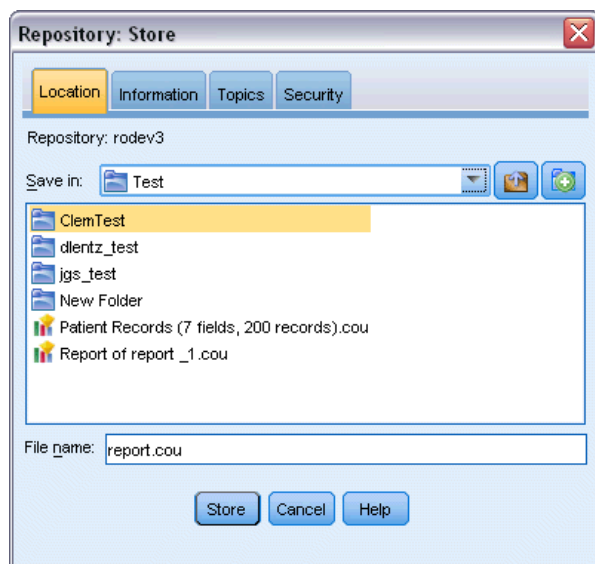 Repository: Store
Location Information Topics Security
Repository: rodev3
Save in: Test
ClemTest
dlentz_test
jgs_test
New Folder
Patient Records (7 fields, 200 records).cou
Report of report _1.cou
File name: report.cou
Store Cancel Help